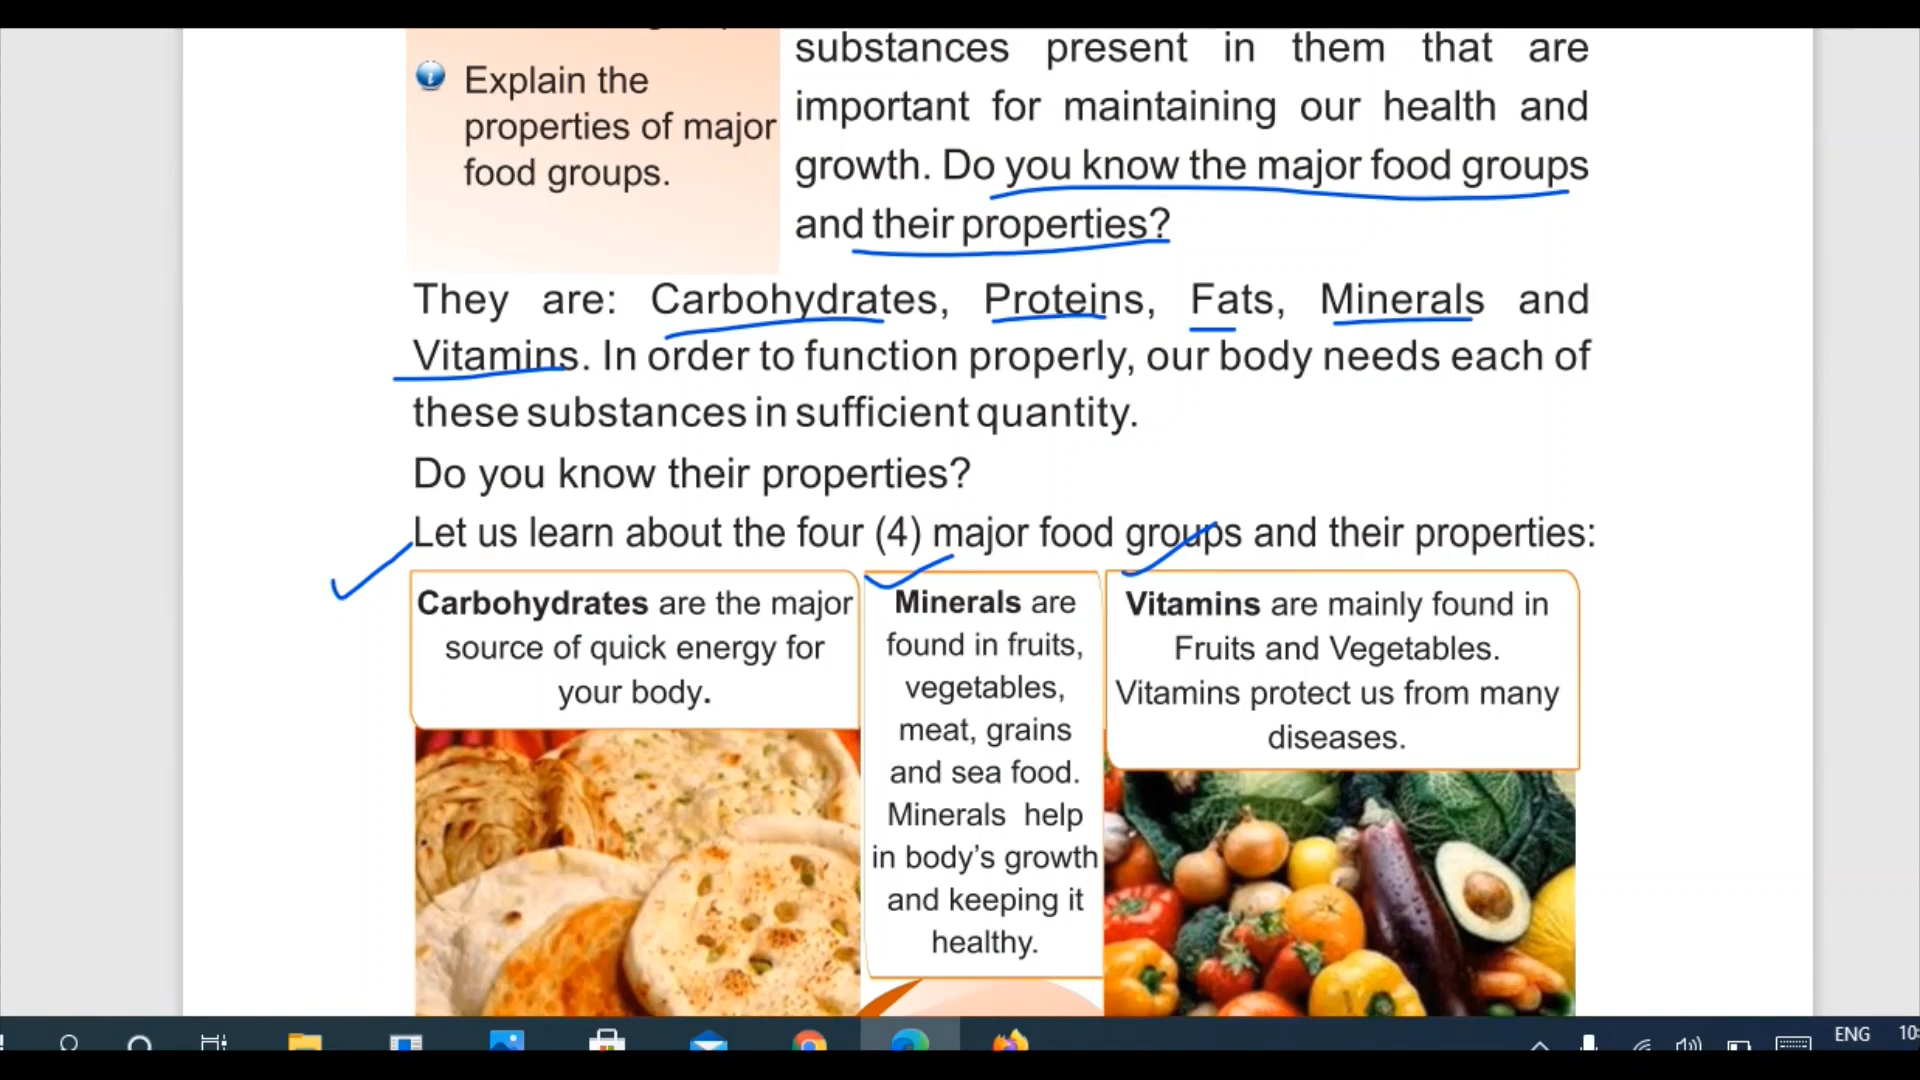 Explain the
properties of major
food groups.
substances present in them that are
important for maintaining our health and
growth. Do you know the major food groups
and their properties?
They are: Carbohydrates, Proteins, Fats, Minerals and
Vitamins. In order to function properly, our body needs each of
these substances in sufficient quantity.
Do you know their properties?
Let us learn about the four (4) major food groups and their properties:
Carbohydrates are the major
source of quick energy for
your body.
Minerals are
found in fruits,
vegetables,
meat, grains
and sea food.
Minerals help
in body's growth
and keeping it
healthy.
Vitamins are mainly found in
Fruits and Vegetables.
Vitamins protect us from many
diseases.
ENG